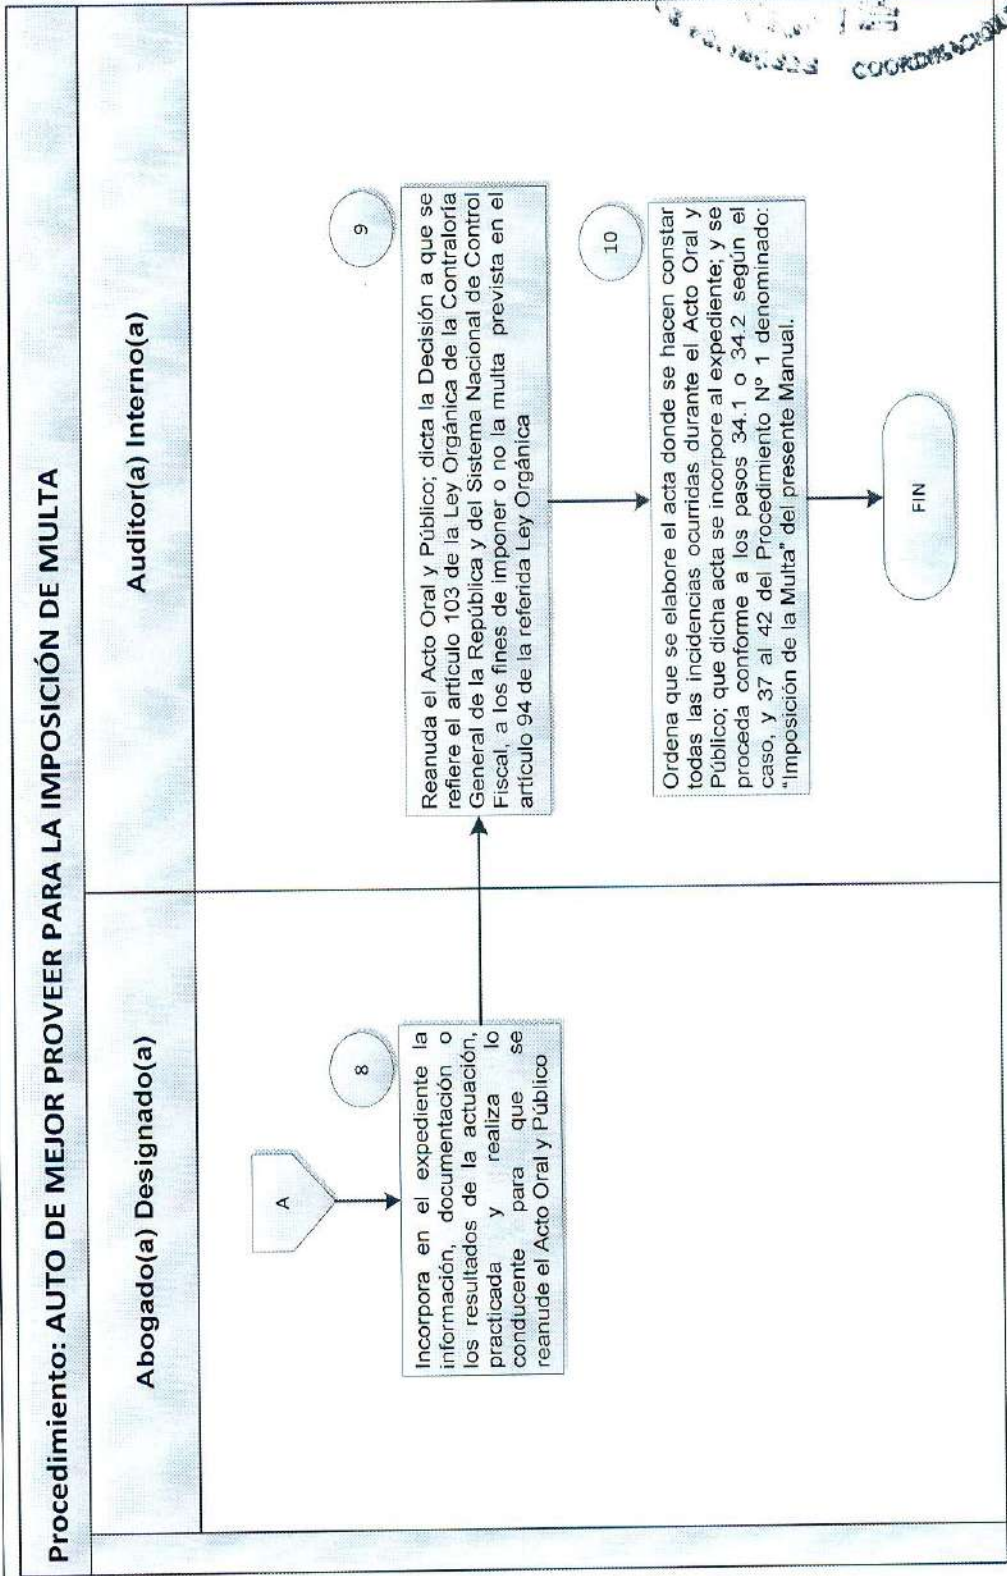 Procedimiento: AUTO DE MEJOR PROVEER PARA LA IMPOSICIÓN DE MULTA
Abogado(a) Designado(a)
Auditor(a) Interno(a)
A
8
Incorpora en el expediente la
información, documentación o
los resultados de la actuación,
practicada y realiza lo
conducente para que se
reanude el Acto Oral y Público
9
Reanuda el Acto Oral y Público; dicta la Decisión a que se
refiere el artículo 103 de la Ley Orgánica de la Contraloría
General de la República y del Sistema Nacional de Control
Fiscal, a los fines de imponer o no la multa prevista en el
artículo 94 de la referida Ley Orgánica
10
Ordena que se elabore el acta donde se hacen constar
todas las incidencias ocurridas durante el Acto Oral y
Público; que dicha acta se incorpore al expediente; y se
proceda conforme a los pasos 34.1 o 34.2 según el
caso, y 37 al 42 del Procedimiento Nº 1 denominado:
“Imposición de la Multa” del presente Manual.
FIN